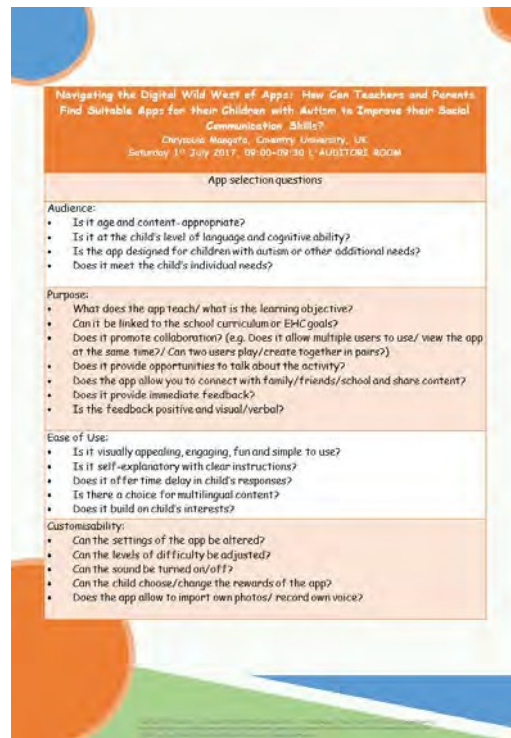 Navigating the Digital Wild West of Apps: How Can Teachers and Parents
Find Suitable Apps for their Children with Autism to Improve their Social
Communication Skills?
Chrysoula Mangafa, Coventry University, UK
Saturday 1st July 2017, 09:00-09:30 L'AUDITORI ROOM
App selection questions
Audience:
• Is it age and content-appropriate?
• Is it at the child's level of language and cognitive ability?
• Is the app designed for children with autism or other additional needs?
• Does it meet the child's individual needs?
Purpose:
• What does the app teach/ what is the learning objective?
• Can it be linked to the school curriculum or EHC goals?
• Does it promote collaboration? (e.g. Does it allow multiple users to use/ view the app
at the same time?/ Can two users play/create together in pairs?)
• Does it provide opportunities to talk about the activity?
• Does the app allow you to connect with family/friends/school and share content?
• Does it provide immediate feedback?
• Is the feedback positive and visual/verbal?
Ease of Use:
• Is it visually appealing, engaging, fun and simple to use?
• Is it self-explanatory with clear instructions?
• Does it offer time delay in child's responses?
• Is there a choice for multilingual content?
• Does it build on child's interests?
Customisability:
• Can the settings of the app be altered?
• Can the levels of difficulty be adjusted?
• Can the sound be turned on/off?
• Can the child choose/change the rewards of the app?
• Does the app allow to import own photos/ record own voice?